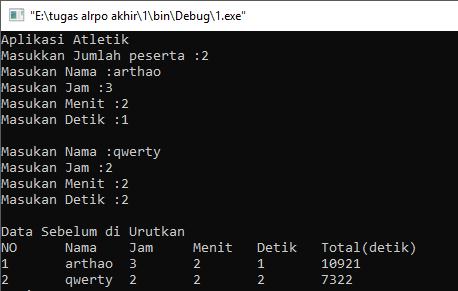 "E:\tugas alrpo akhir\1\bin\Debug\1.exe"
Aplikasi Atletik
Masukkan Jumlah peserta :2
Masukan Nama :arthao
Masukan Jam :3
Masukan Menit :2
Masukan Detik :1
Masukan Nama :qwerty
Masukan Jam :2
Masukan Menit :2
Masukan Detik :2
Data Sebelum di Urutkan
NO Nama Jam Menit Detik Total(detik)
1 arthao 3 2 1 10921
2 qwerty 2 2 2 7322